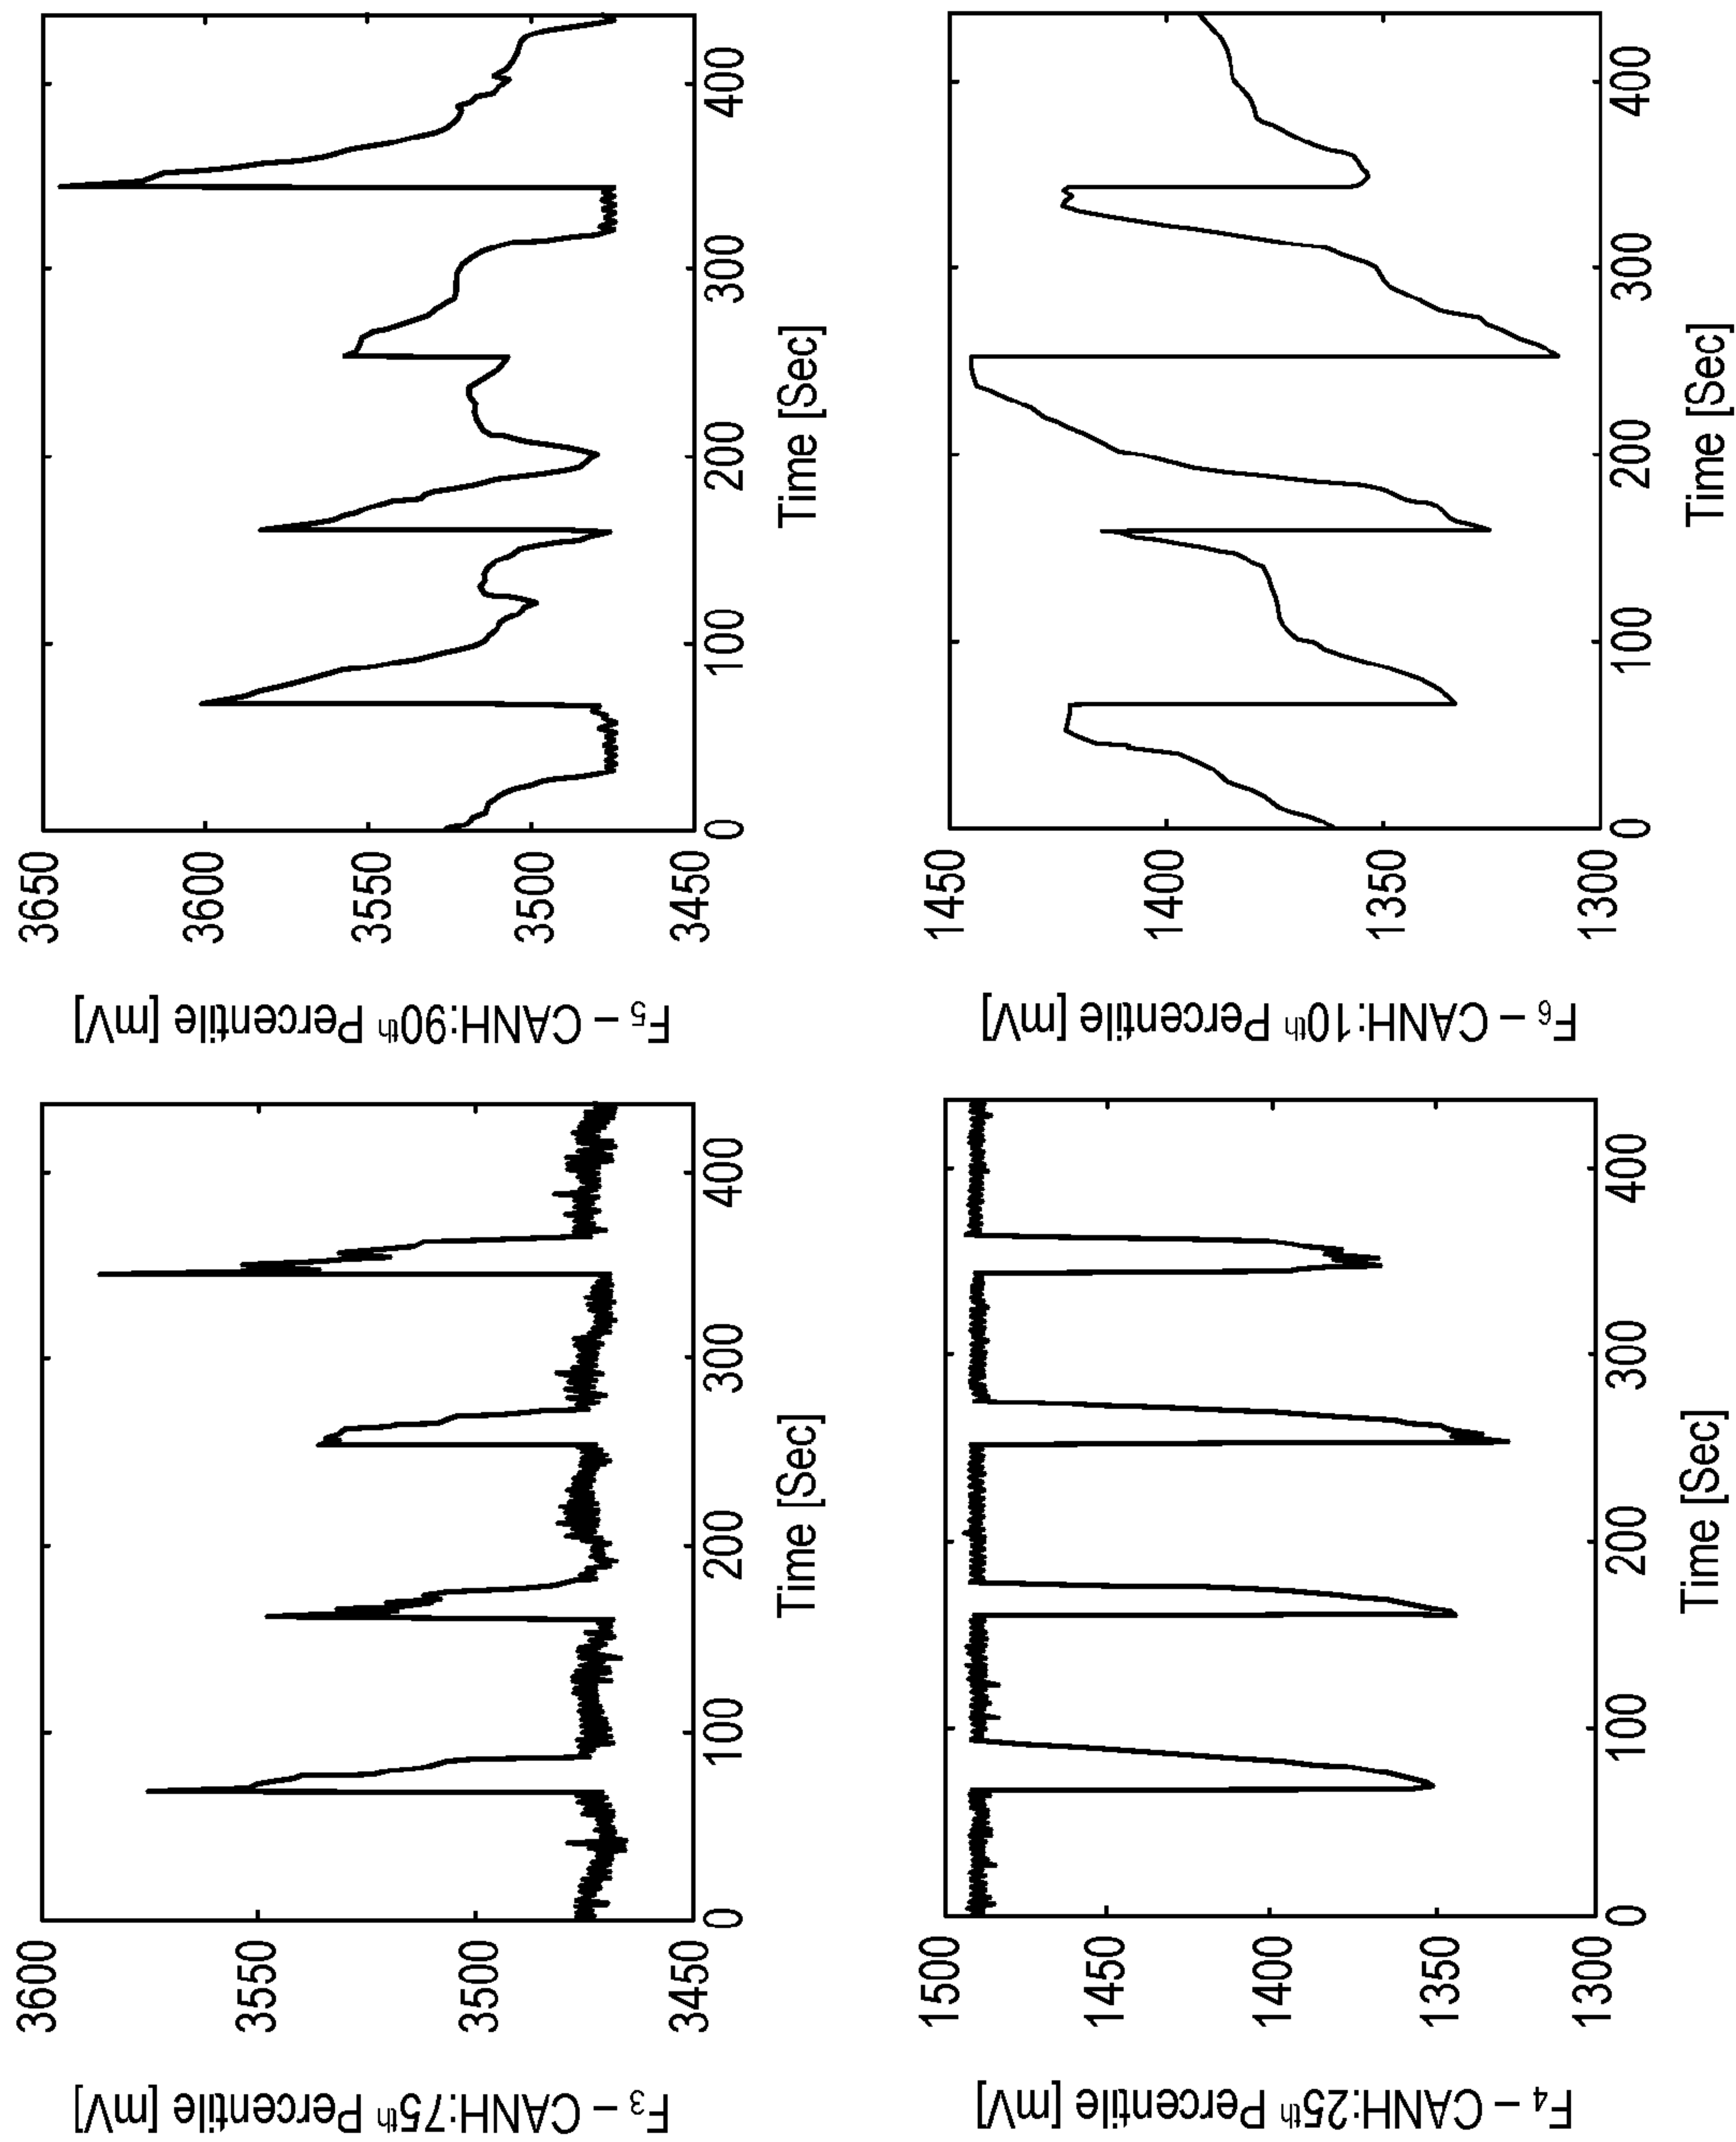 F₃ – CANH:75ᵗʰ Percentile [mV]
3600
3550
3500
3450
0 100 200 300 400
Time [Sec]
F₅ – CANH:90ᵗʰ Percentile [mV]
3650
3600
3550
3500
3450
0 100 200 300 400
Time [Sec]
F₄ – CANH:25ᵗʰ Percentile [mV]
1500
1450
1400
1350
1300
0 100 200 300 400
Time [Sec]
F₆ – CANH:10ᵗʰ Percentile [mV]
1450
1400
1350
1300
0 100 200 300 400
Time [Sec]